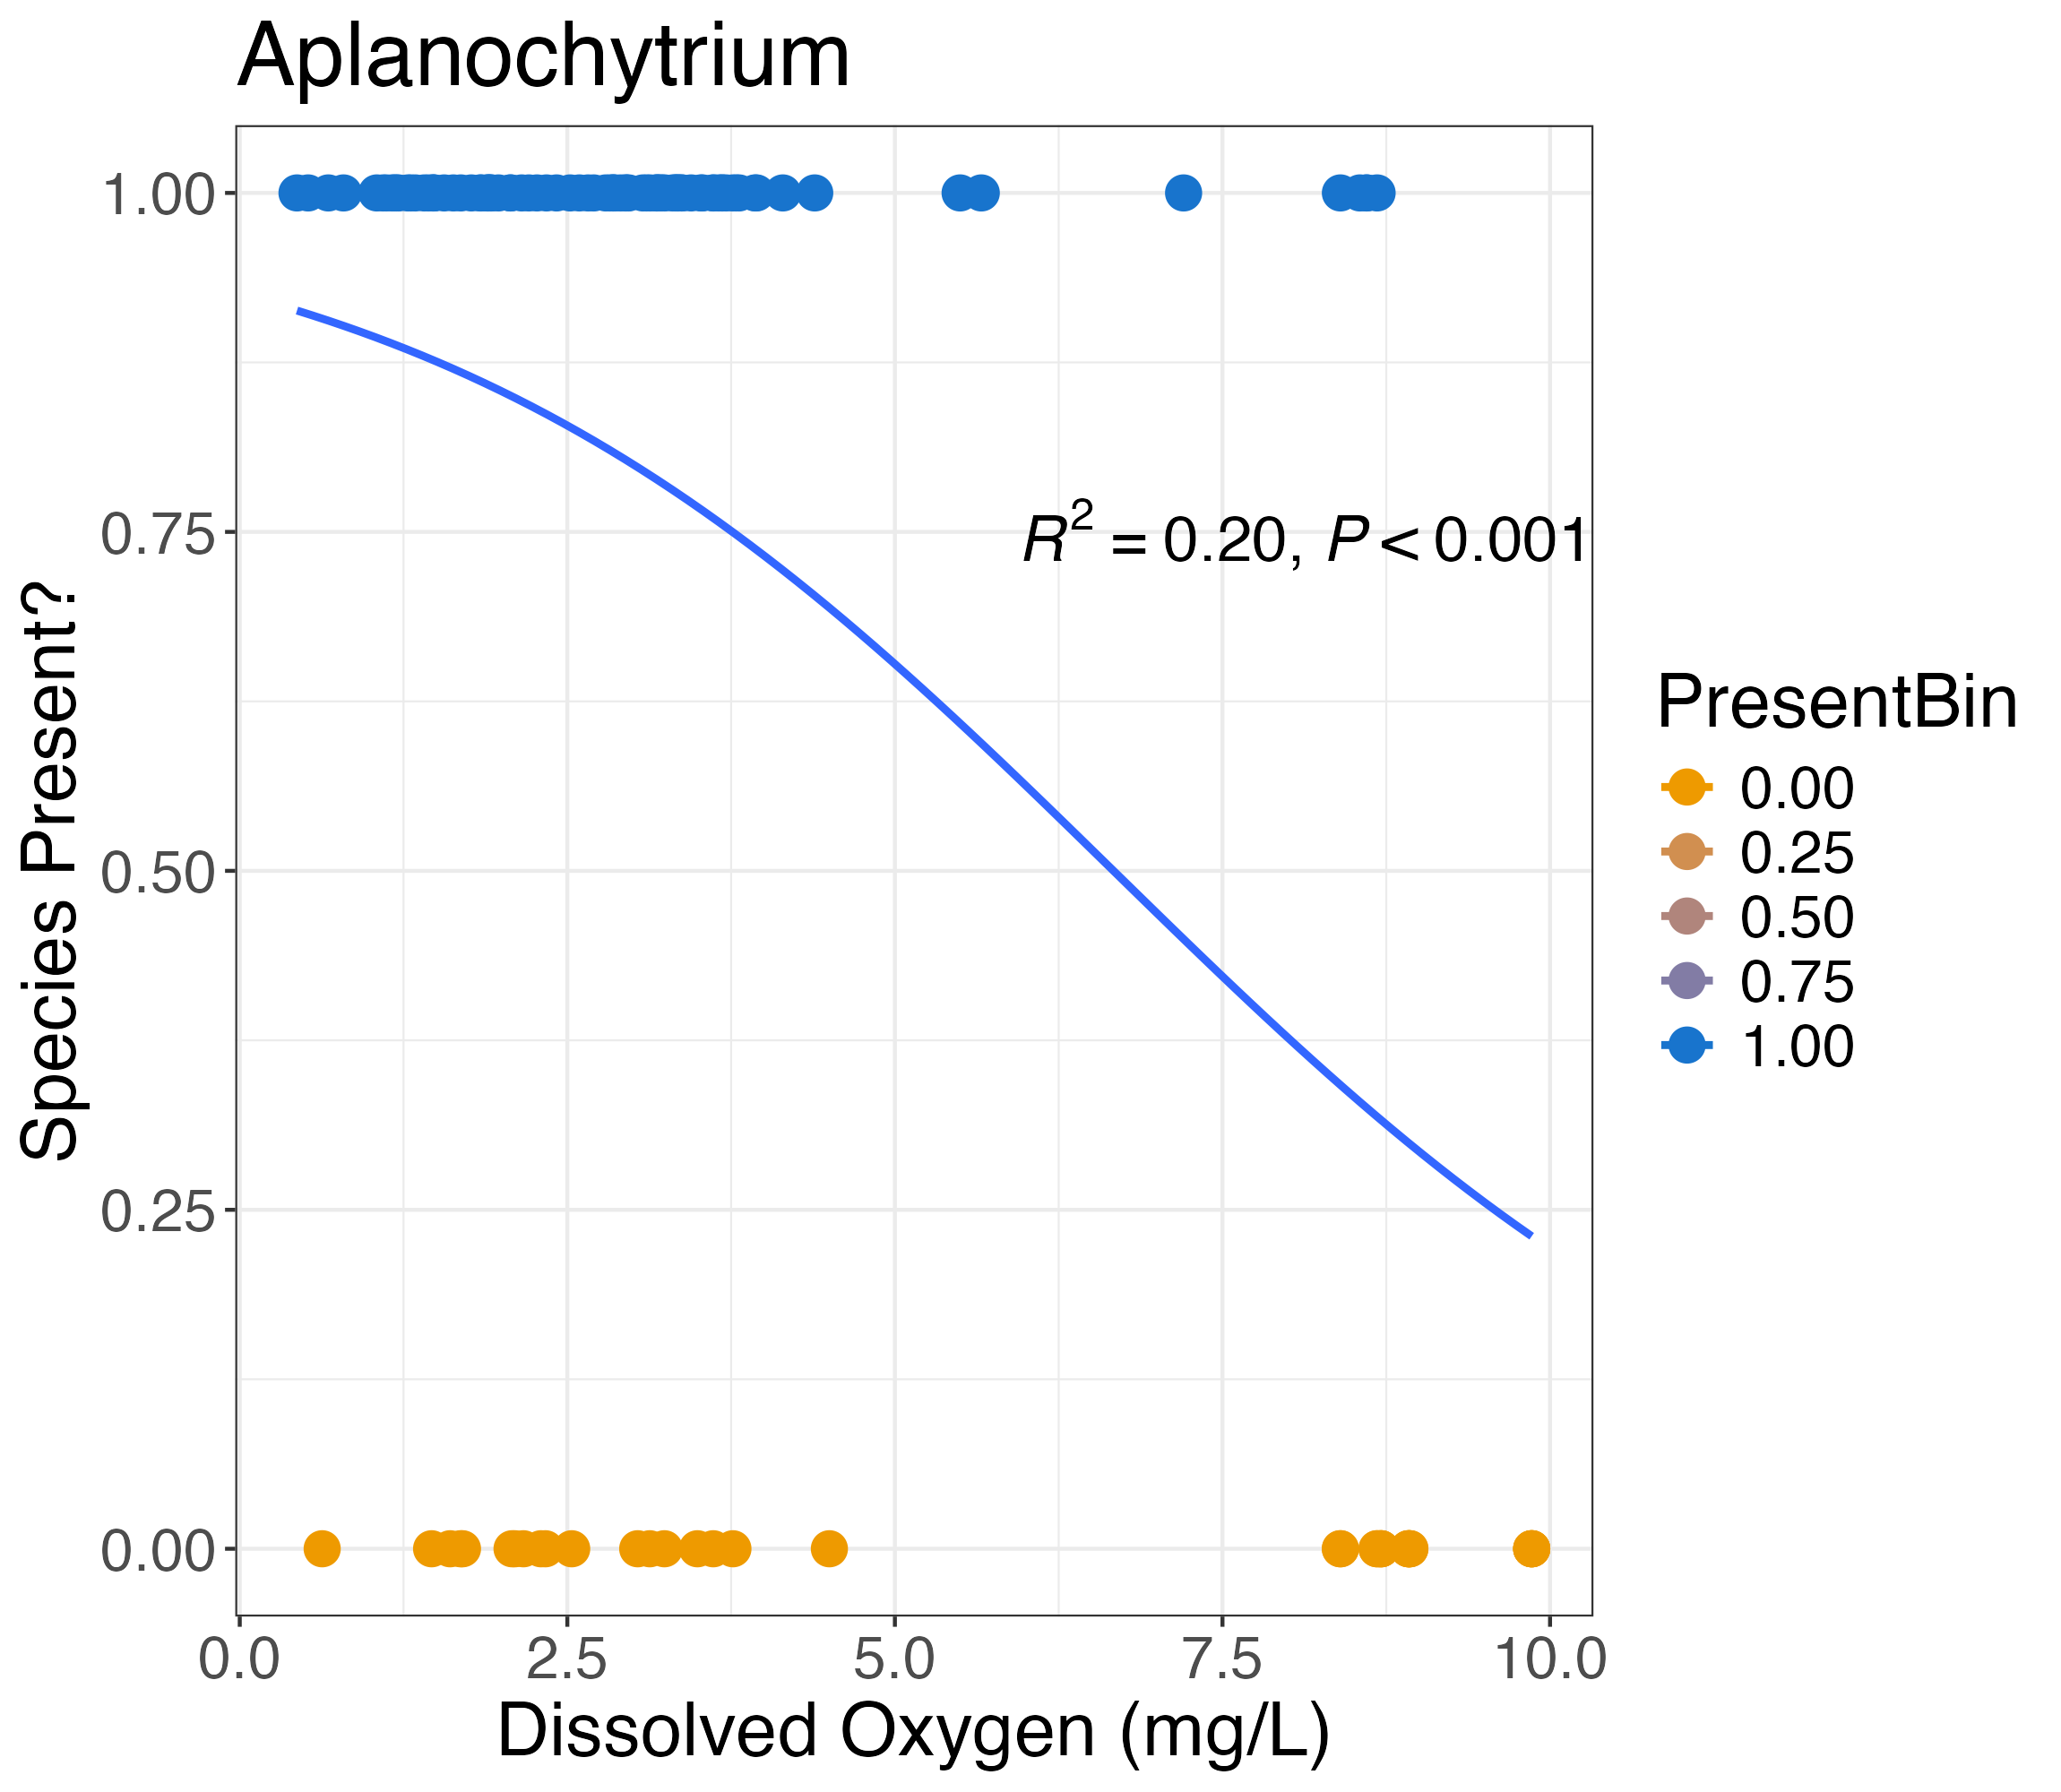 Aplanochytrium
1.00
0.75
0.50
0.25
0.00
Species Present?
R² = 0.20, P < 0.001
0.0 2.5 5.0 7.5 10.0
Dissolved Oxygen (mg/L)
PresentBin
0.00
0.25
0.50
0.75
1.00